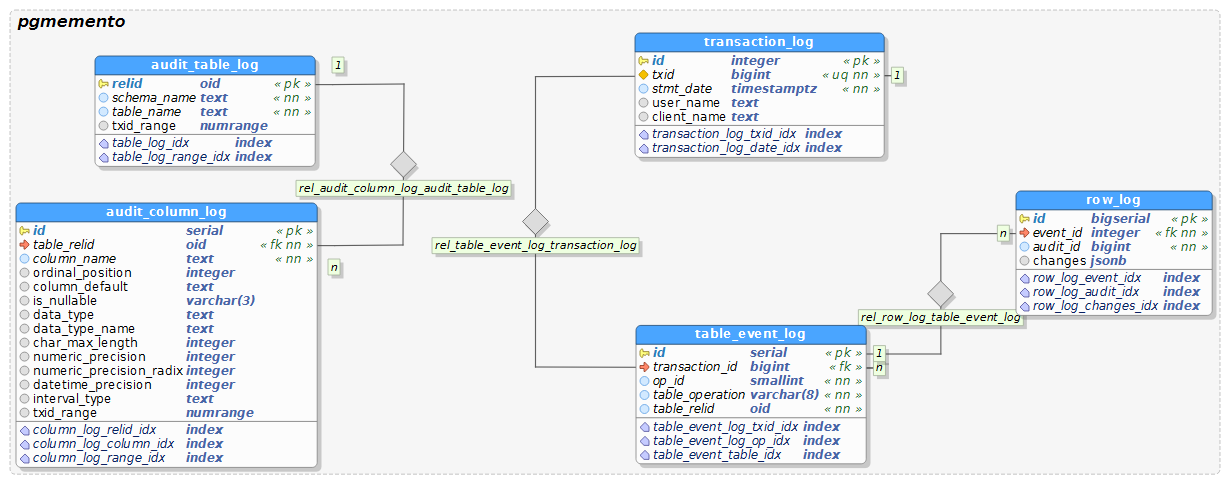 pgmemento
audit_table_log
relid oid « pk »
schema_name text « nn »
table_name text « nn »
txid_range numrange
table_log_idx index
table_log_range_idx index
1
rel_audit_column_log_audit_table_log
audit_column_log
id serial « pk »
table_relid oid « fk nn »
column_name text « nn »
ordinal_position integer
column_default text
is_nullable varchar(3)
data_type text
data_type_name text
char_max_length integer
numeric_precision integer
numeric_precision_radix integer
datetime_precision integer
interval_type text
txid_range numrange
column_log_relid_idx index
column_log_column_idx index
column_log_range_idx index
n
transaction_log
id integer « pk »
txid bigint « uq nn »
stmt_date timestamptz « nn »
user_name text
client_name text
transaction_log_txid_idx index
transaction_log_date_idx index
1
rel_table_event_log_transaction_log
table_event_log
id serial « pk »
transaction_id bigint « fk »
op_id smallint « nn »
table_operation varchar(8) « nn »
table_relid oid « nn »
table_event_log_txid_idx index
table_event_log_op_idx index
table_event_table_idx index
1
n
rel_row_log_table_event_log
n
row_log
id bigserial « pk »
event_id integer « fk nn »
audit_id bigint « nn »
changes jsonb
row_log_event_idx index
row_log_audit_idx index
row_log_changes_idx index